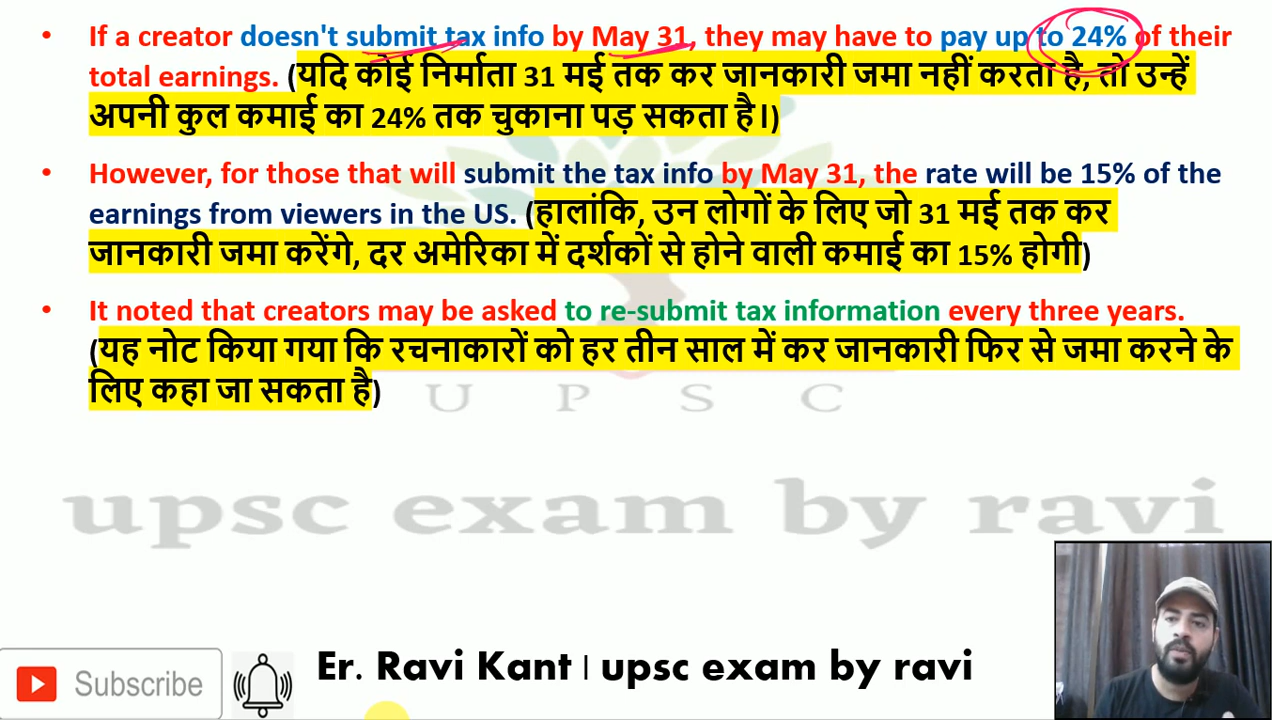 • If a creator doesn't submit tax info by May 31, they may have to pay up to 24% of their
total earnings. (यदि कोई निर्माता 31 मई तक कर जानकारी जमा नहीं करता है, तो उन्हें
अपनी कुल कमाई का 24% तक चुकाना पड़ सकता है।)
• However, for those that will submit the tax info by May 31, the rate will be 15% of the
earnings from viewers in the US. (हालांकि, उन लोगों के लिए जो 31 मई तक कर
जानकारी जमा करेंगे, दर अमेरिका में दर्शकों से होने वाली कमाई का 15% होगी)
• It noted that creators may be asked to re-submit tax information every three years.
(यह नोट किया गया कि रचनाकारों को हर तीन साल में कर जानकारी फिर से जमा करने के
लिए कहा जा सकता है)
U P S C
upsc exam by ravi
Subscribe
Er. Ravi Kant | upsc exam by ravi